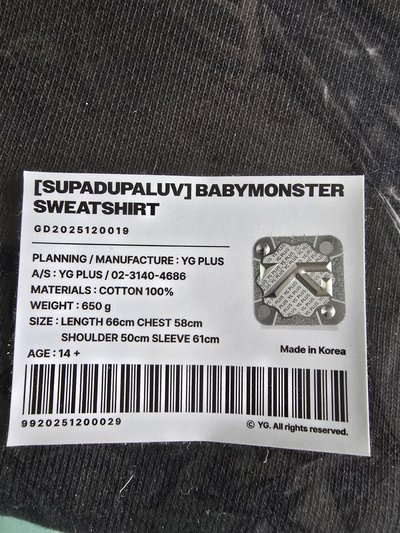 [SUPADUPALUV] BABYMONSTER
SWEATSHIRT
GD2025120019
PLANNING / MANUFACTURE : YG PLUS
A/S : YG PLUS / 02-3140-4686
MATERIALS : COTTON 100%
WEIGHT : 650 g
SIZE : LENGTH 66cm CHEST 58cm
SHOULDER 50cm SLEEVE 61cm
AGE : 14 +
Made in Korea
9920251200029
© YG. All rights reserved.